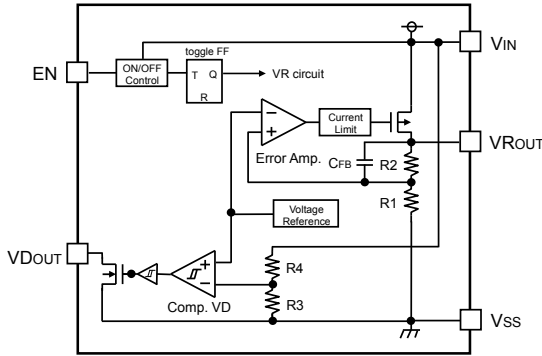 toggle FF
VIN
EN
ON/OFF
Control
T
Q
R
VR circuit
Current
Limit
Error Amp.
CFB
R2
VROUT
R1
Voltage
Reference
VDOUT
R4
R3
Comp. VD
VSS